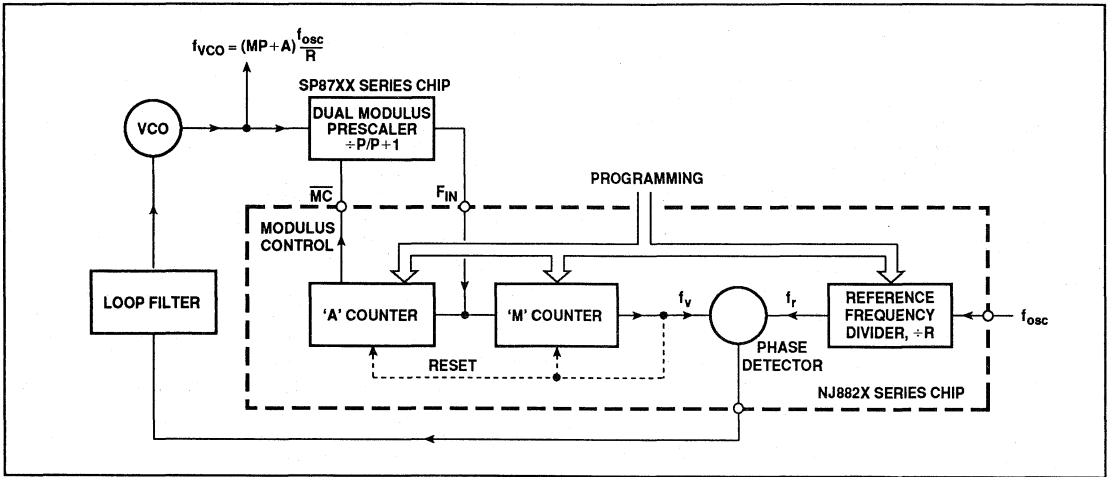 fVCO = (MP+A) fosc/R
SP87XX SERIES CHIP
DUAL MODULUS
PRESCALER
÷P/P+1
VCO
M̅C̅
FIN
PROGRAMMING
MODULUS
CONTROL
LOOP FILTER
'A' COUNTER
'M' COUNTER
fv
fr
REFERENCE
FREQUENCY
DIVIDER, ÷R
fosc
RESET
PHASE
DETECTOR
NJ882X SERIES CHIP